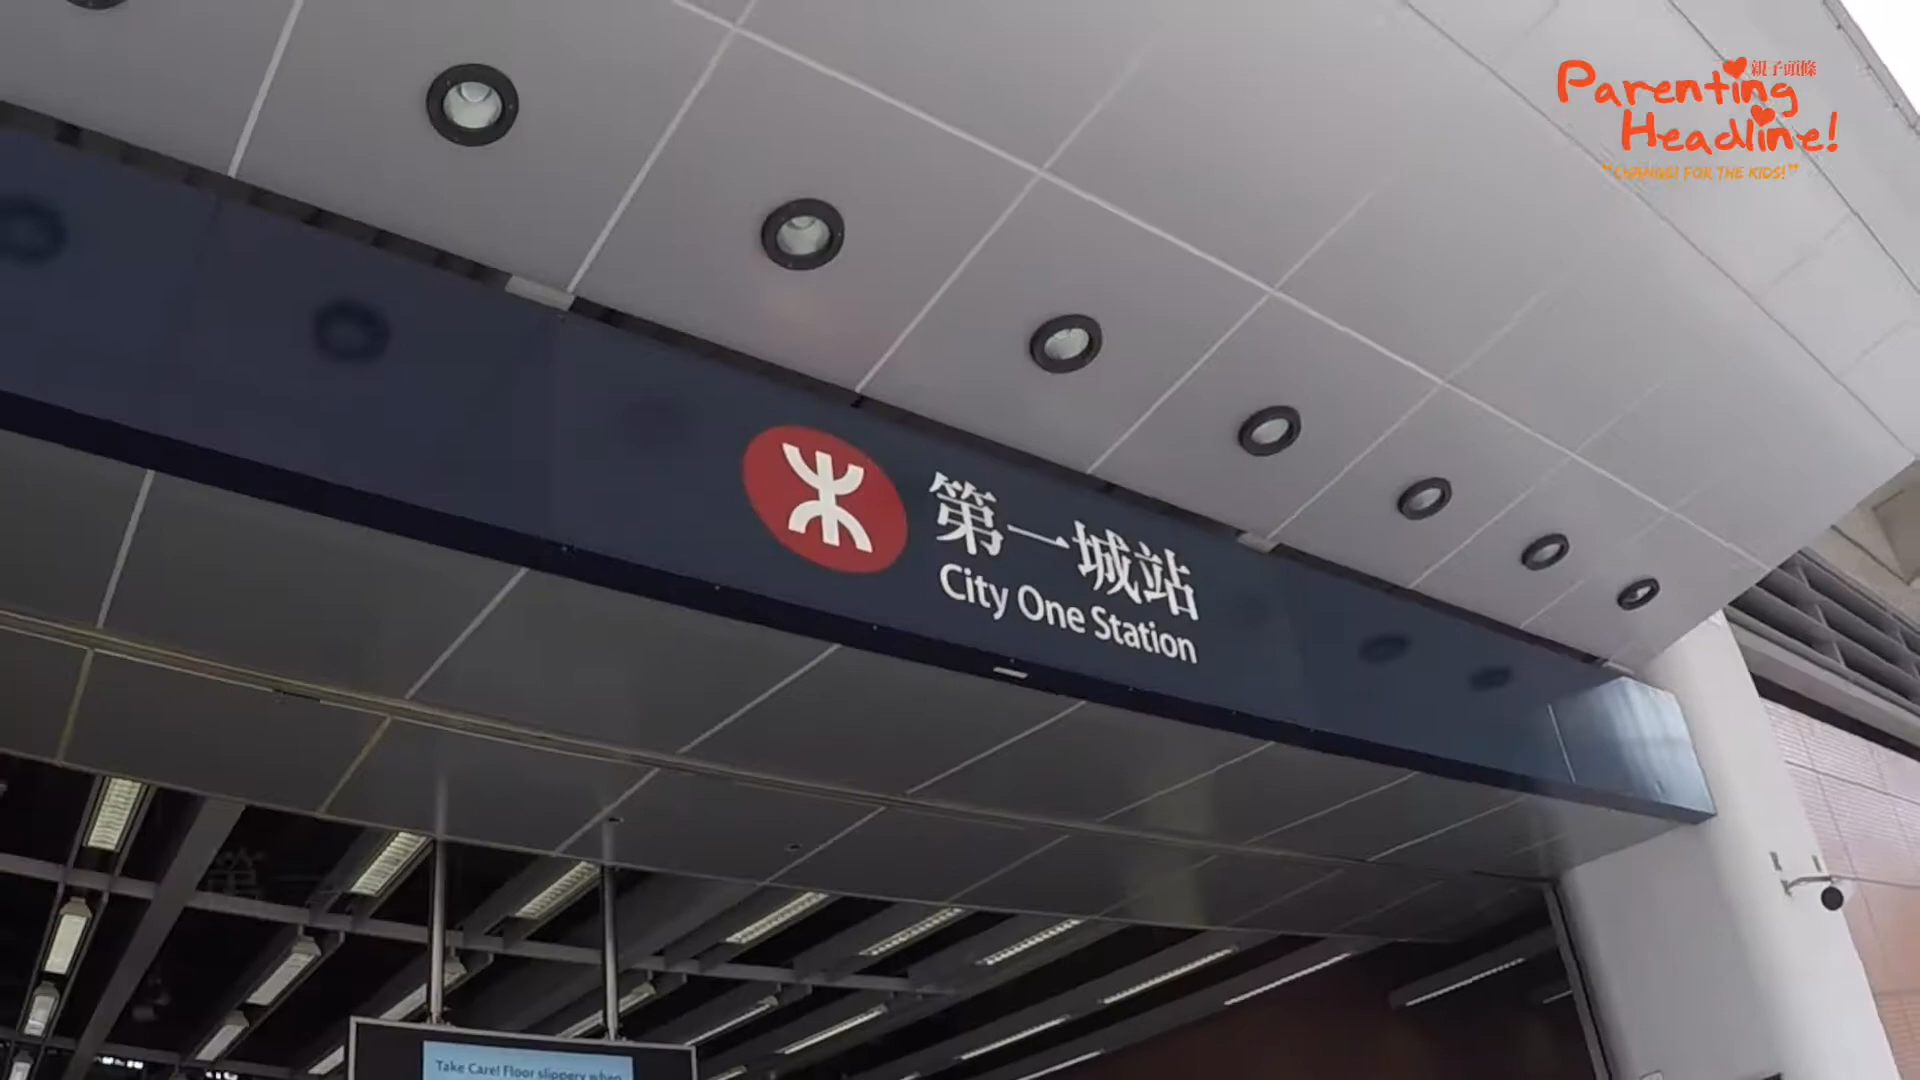 親子頭條
Parenting
Headline!
"CHANGE! FOR THE KIDS!"
第一城站
City One Station
Take Care! Floor slippery when